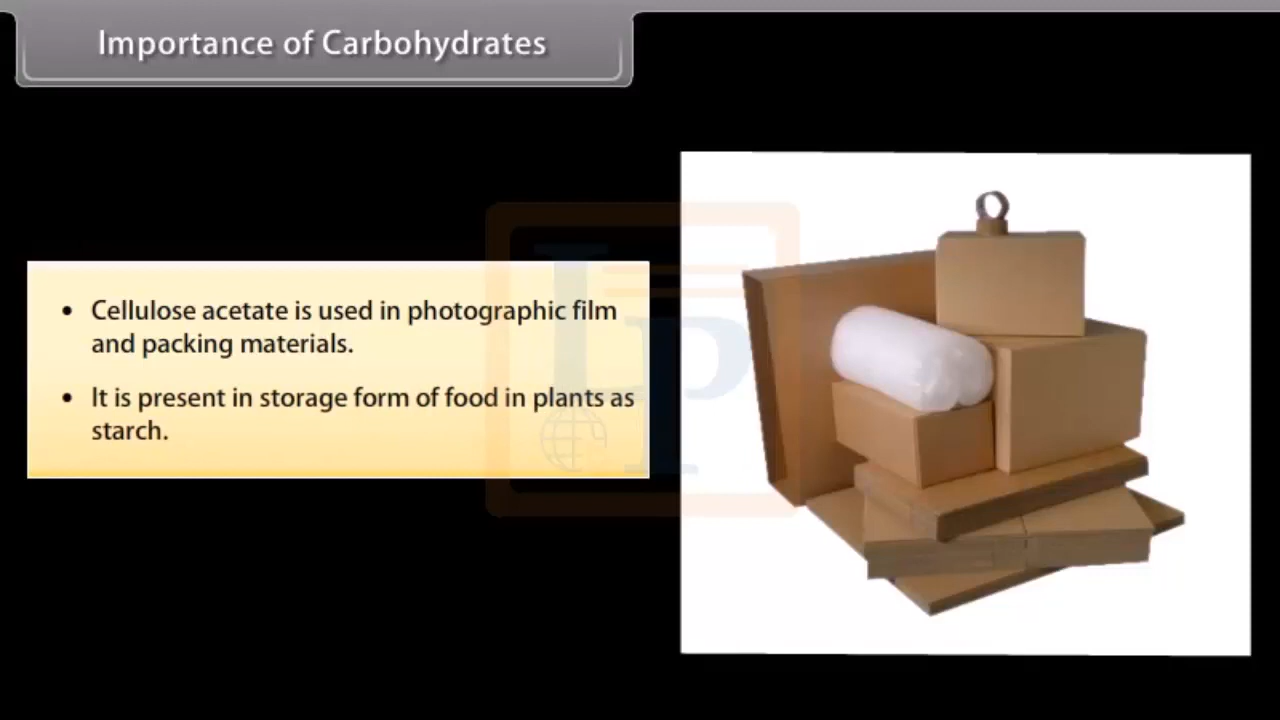 Importance of Carbohydrates
• Cellulose acetate is used in photographic film
and packing materials.
• It is present in storage form of food in plants as
starch.